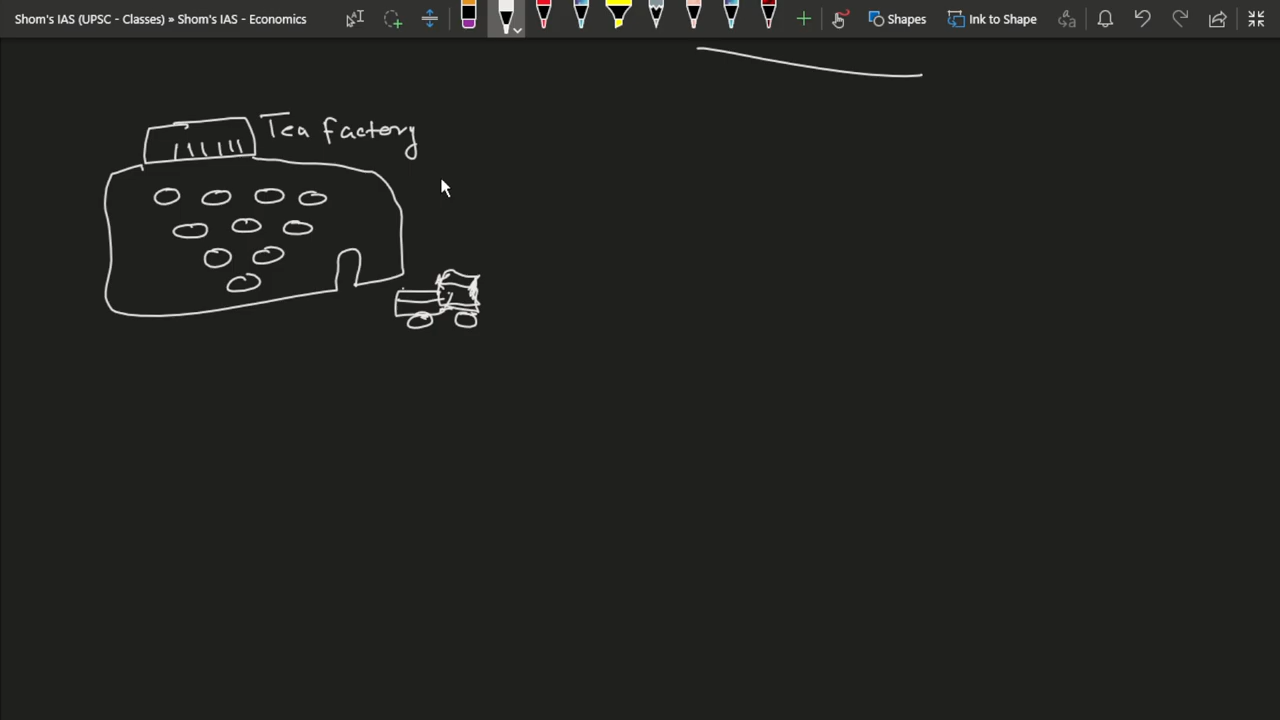 Shom's IAS (UPSC - Classes) » Shom's IAS - Economics
Shapes
Ink to Shape
Tea factory